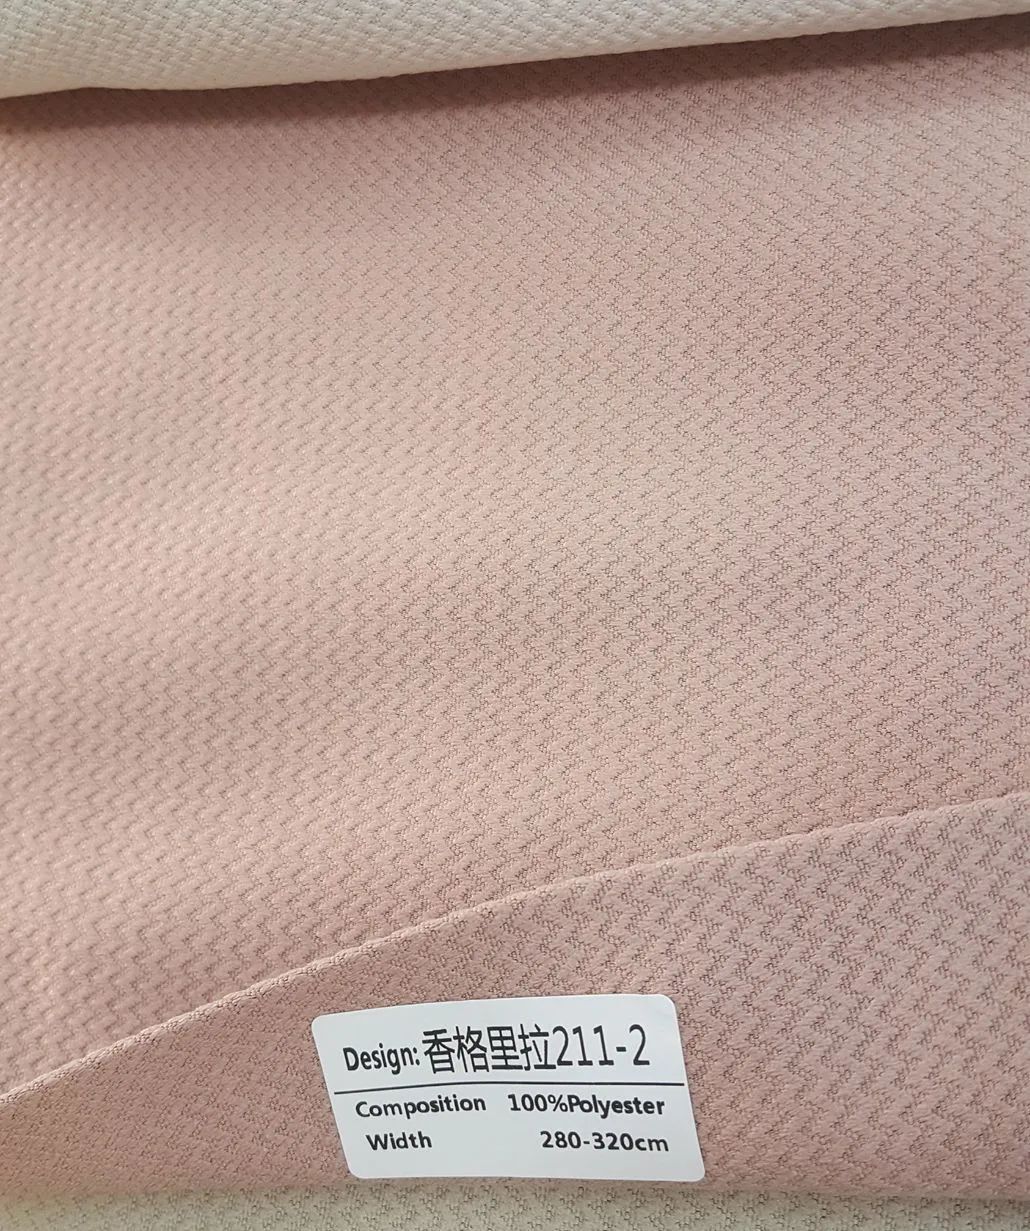 Design:香格里拉211-2
Composition 100%Polyester
Width 280-320cm